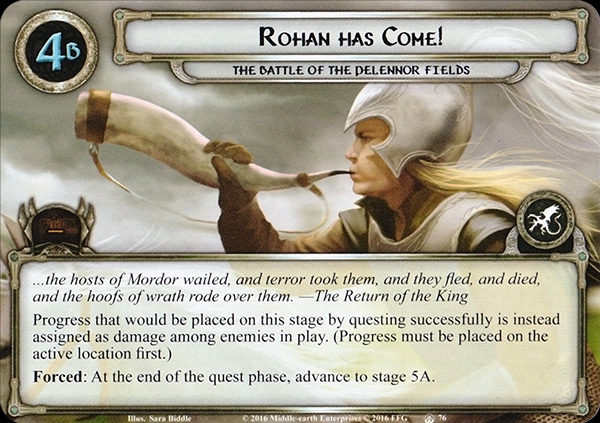 4B
ROHAN HAS COME!
THE BATTLE OF THE PELENNOR FIELDS
...the hosts of Mordor wailed, and terror took them, and they fled, and died,
and the hoofs of wrath rode over them. —The Return of the King
Progress that would be placed on this stage by questing successfully is instead
assigned as damage among enemies in play. (Progress must be placed on the
active location first.)
Forced: At the end of the quest phase, advance to stage 5A.
Illus. Sara Biddle © 2016 Middle-earth Enterprises © 2016 FFG 76